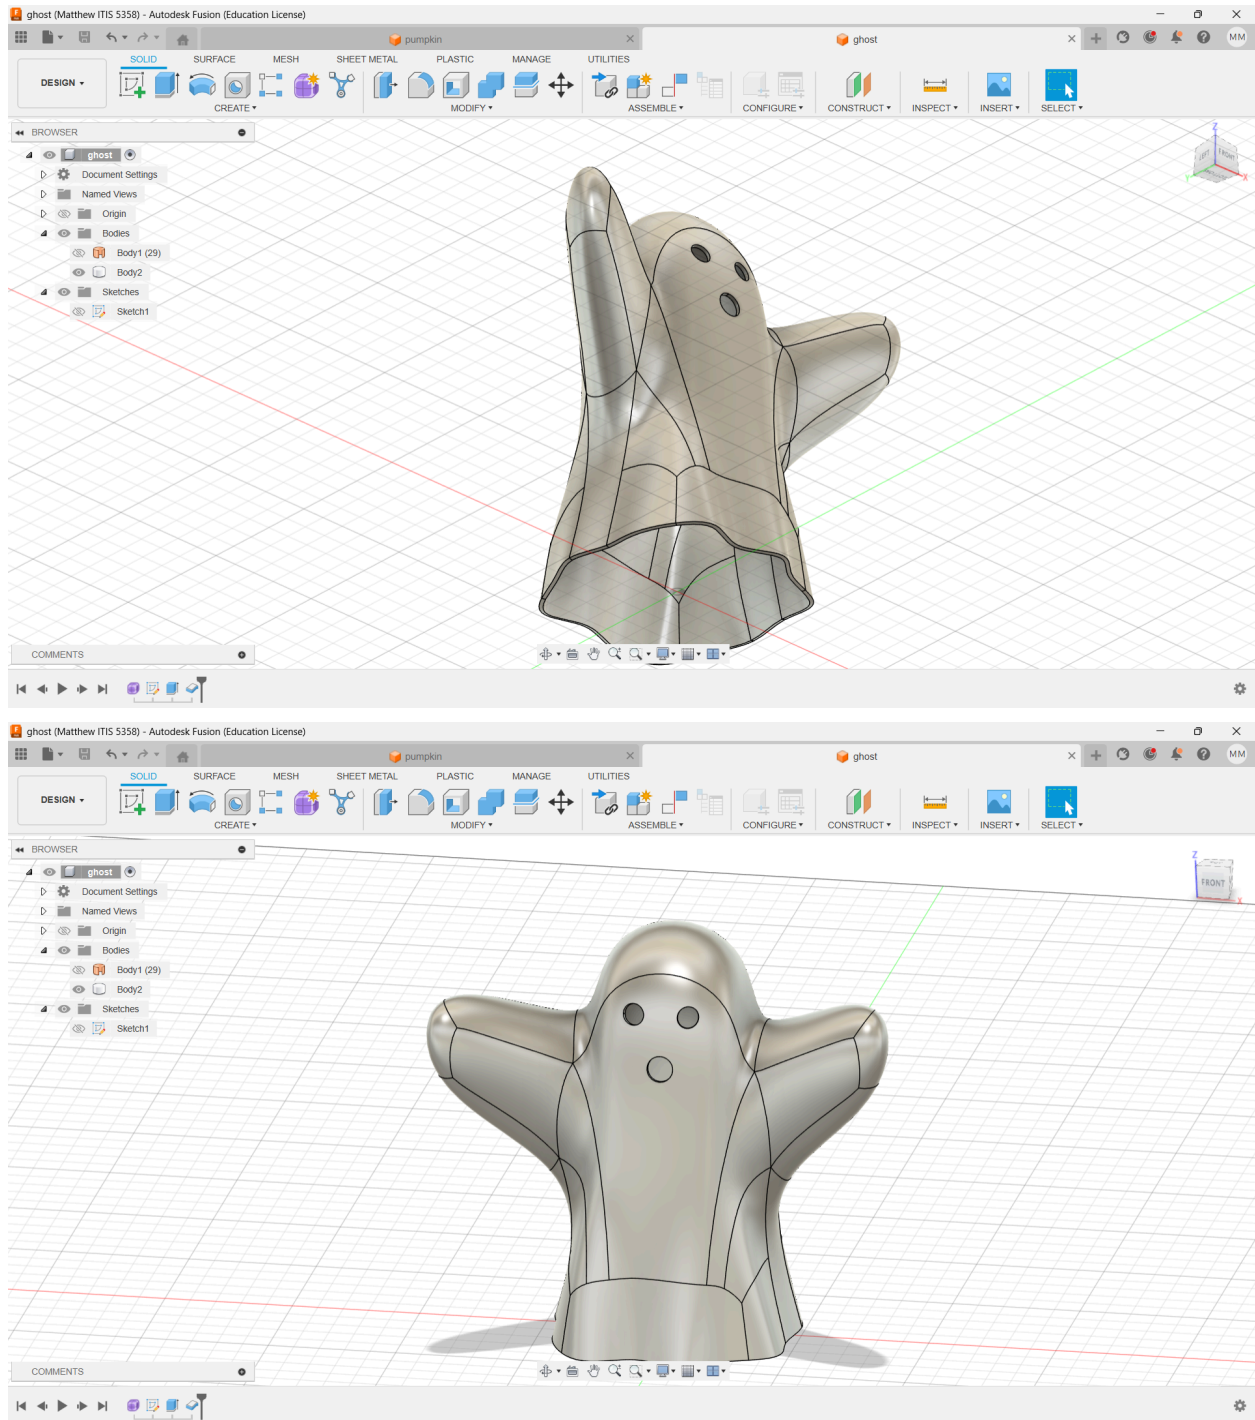 ghost (Matthew ITIS 5358) - Autodesk Fusion (Education License)
pumpkin
ghost
MM
SOLID SURFACE MESH SHEET METAL PLASTIC MANAGE UTILITIES
DESIGN
CREATE MODIFY ASSEMBLE CONFIGURE CONSTRUCT INSPECT INSERT SELECT
BROWSER
ghost
Document Settings
Named Views
Origin
Bodies
Body1 (29)
Body2
Sketches
Sketch1
Z
LEFT FRONT
X
COMMENTS
ghost (Matthew ITIS 5358) - Autodesk Fusion (Education License)
pumpkin
ghost
MM
SOLID SURFACE MESH SHEET METAL PLASTIC MANAGE UTILITIES
DESIGN
CREATE MODIFY ASSEMBLE CONFIGURE CONSTRUCT INSPECT INSERT SELECT
BROWSER
ghost
Document Settings
Named Views
Origin
Bodies
Body1 (29)
Body2
Sketches
Sketch1
Z
FRONT
X
COMMENTS